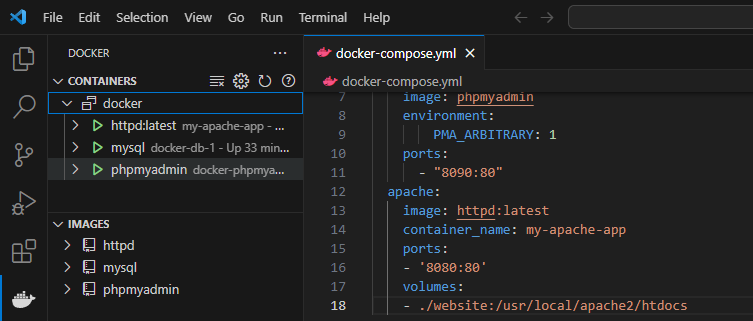 File Edit Selection View Go Run Terminal Help
DOCKER
CONTAINERS
docker
httpd:latest my-apache-app - ...
mysql docker-db-1 - Up 33 min...
phpmyadmin docker-phpmya...
IMAGES
httpd
mysql
phpmyadmin
docker-compose.yml
docker-compose.yml
7 image: phpmyadmin
8 environment:
9 PMA_ARBITRARY: 1
10 ports:
11 - "8090:80"
12 apache:
13 image: httpd:latest
14 container_name: my-apache-app
15 ports:
16 - '8080:80'
17 volumes:
18 - ./website:/usr/local/apache2/htdocs